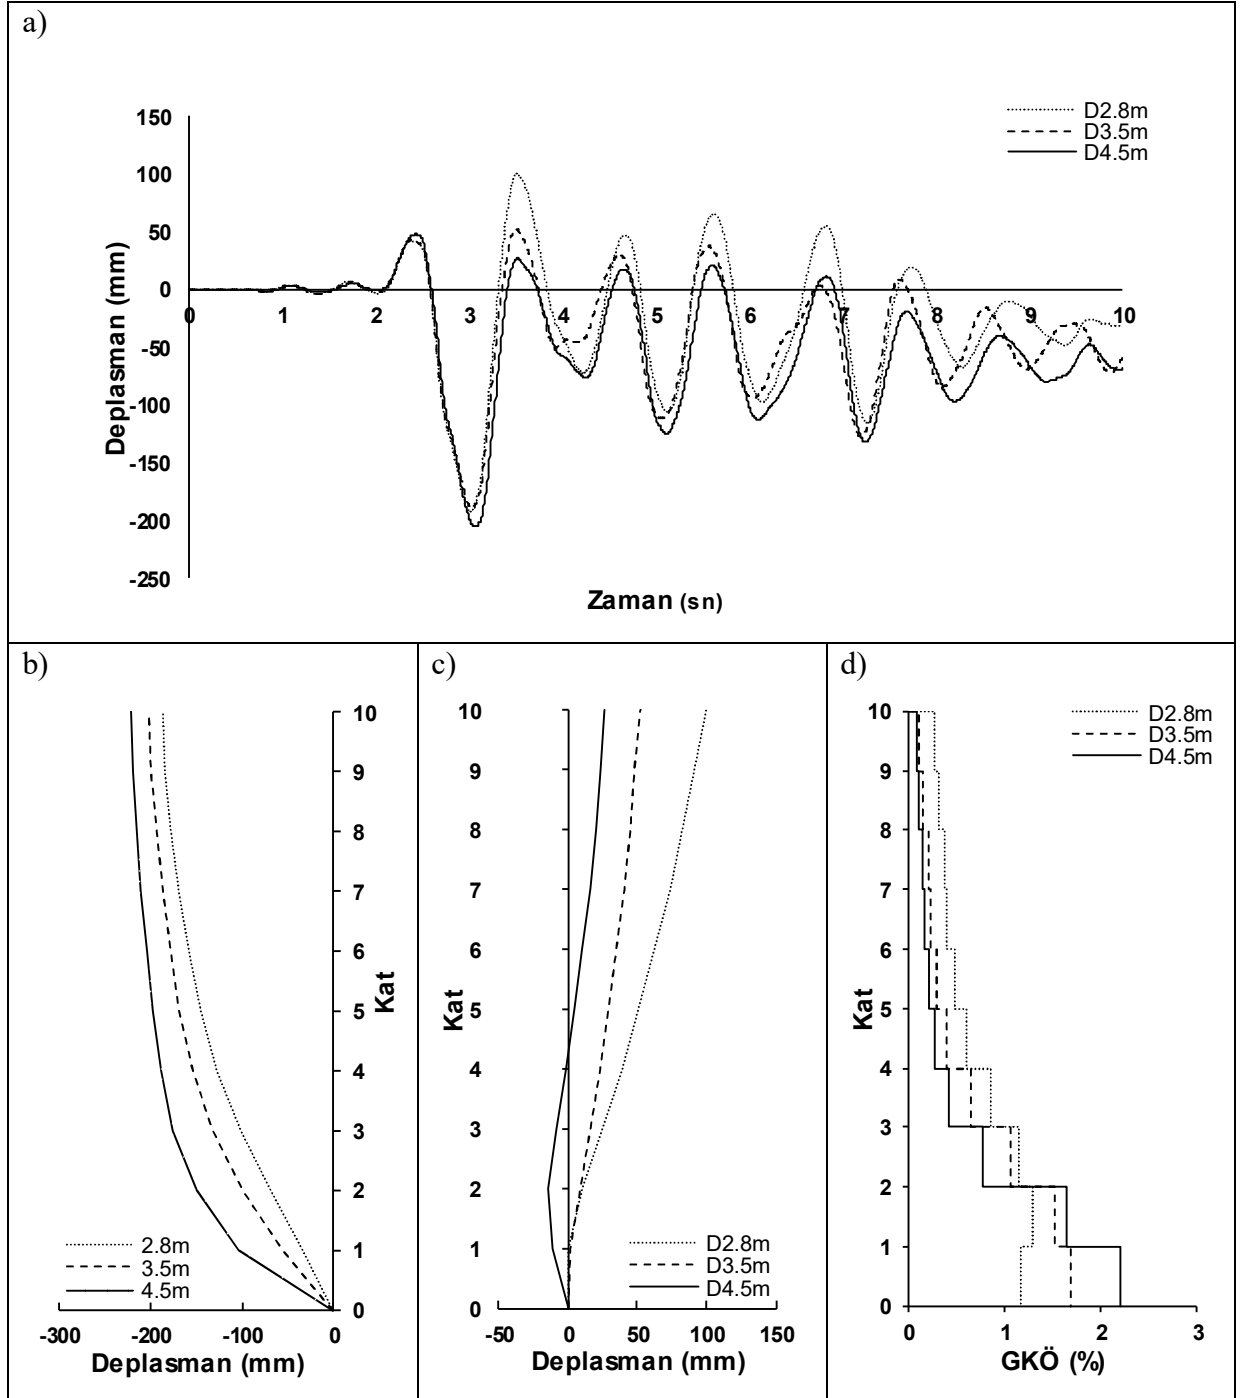 a)
D2.8m
D3.5m
D4.5m
150
100
50
0
-50
-100
-150
-200
-250
Deplasman (mm)
0 1 2 3 4 5 6 7 8 9 10
Zaman (sn)
b)
10
9
8
7
6
5
4
3
2
1
0
Kat
2.8m
3.5m
4.5m
-300 -200 -100 0
Deplasman (mm)
c)
10
9
8
7
6
5
4
3
2
1
0
Kat
D2.8m
D3.5m
D4.5m
-50 0 50 100 150
Deplasman (mm)
d)
D2.8m
D3.5m
D4.5m
10
9
8
7
6
5
4
3
2
1
0
Kat
0 1 2 3
GKÖ (%)